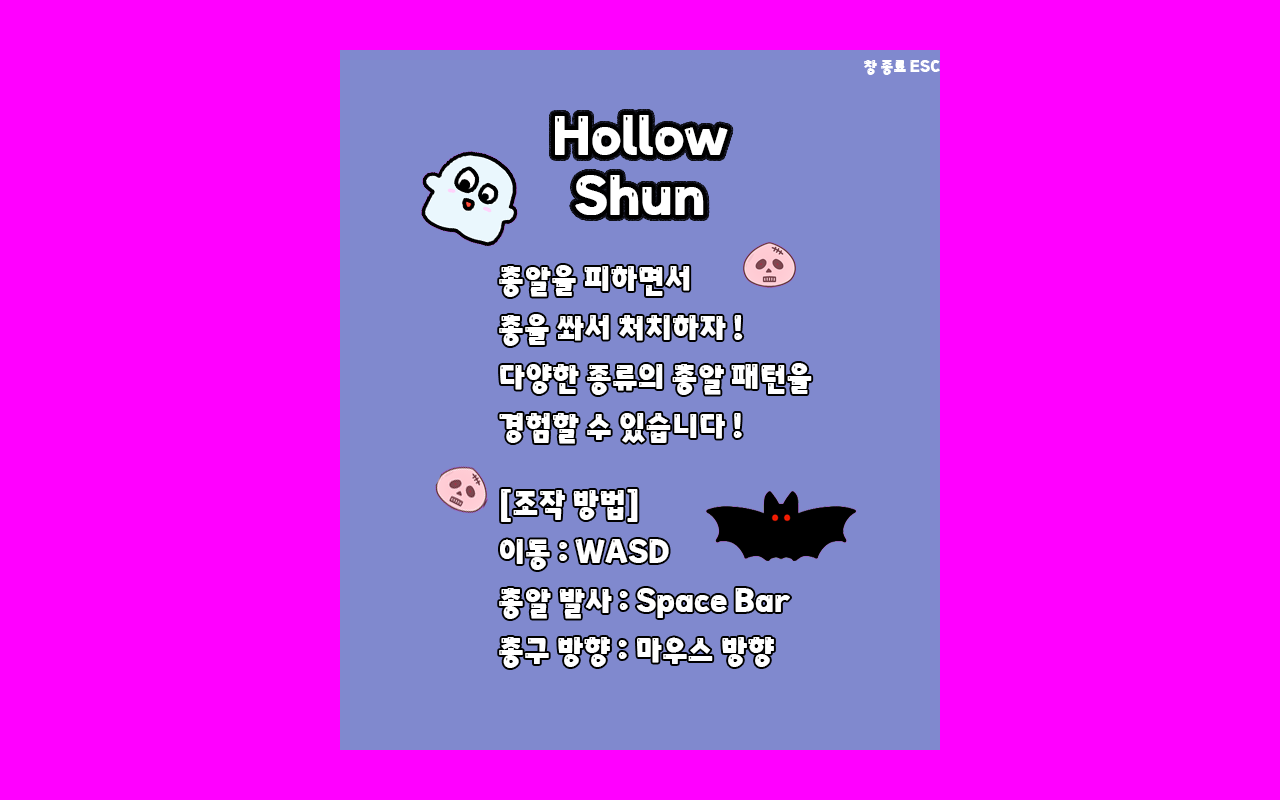 창 종료 ESC
Hollow
Shun
총알을 피하면서
총을 쏴서 처치하자 !
다양한 종류의 총알 패턴을
경험할 수 있습니다 !
[조작 방법]
이동 : WASD
총알 발사 : Space Bar
총구 방향 : 마우스 방향